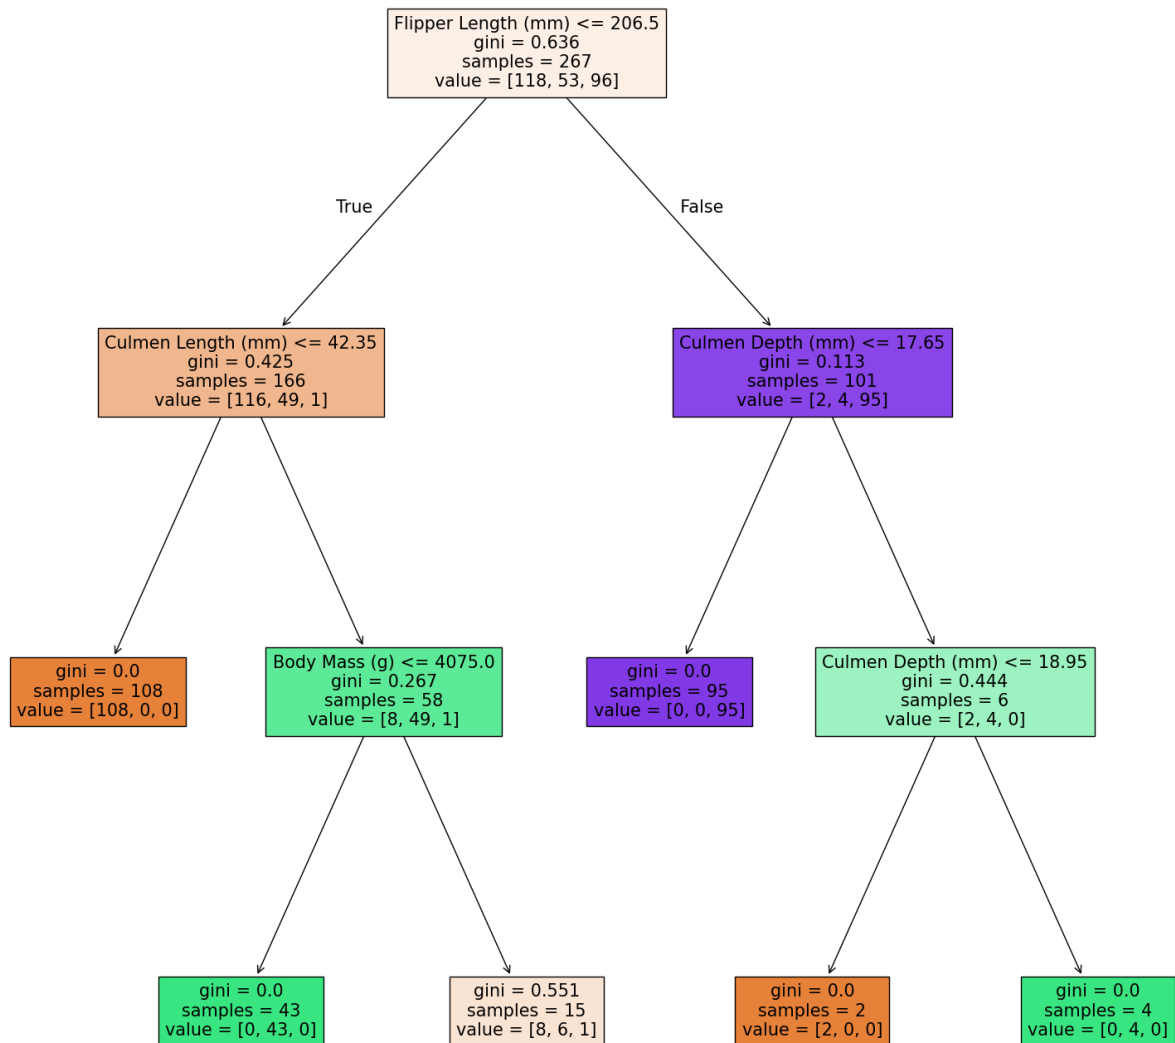 Flipper Length (mm) <= 206.5
gini = 0.636
samples = 267
value = [118, 53, 96]
True
False
Culmen Length (mm) <= 42.35
gini = 0.425
samples = 166
value = [116, 49, 1]
Culmen Depth (mm) <= 17.65
gini = 0.113
samples = 101
value = [2, 4, 95]
gini = 0.0
samples = 108
value = [108, 0, 0]
Body Mass (g) <= 4075.0
gini = 0.267
samples = 58
value = [8, 49, 1]
gini = 0.0
samples = 95
value = [0, 0, 95]
Culmen Depth (mm) <= 18.95
gini = 0.444
samples = 6
value = [2, 4, 0]
gini = 0.0
samples = 43
value = [0, 43, 0]
gini = 0.551
samples = 15
value = [8, 6, 1]
gini = 0.0
samples = 2
value = [2, 0, 0]
gini = 0.0
samples = 4
value = [0, 4, 0]